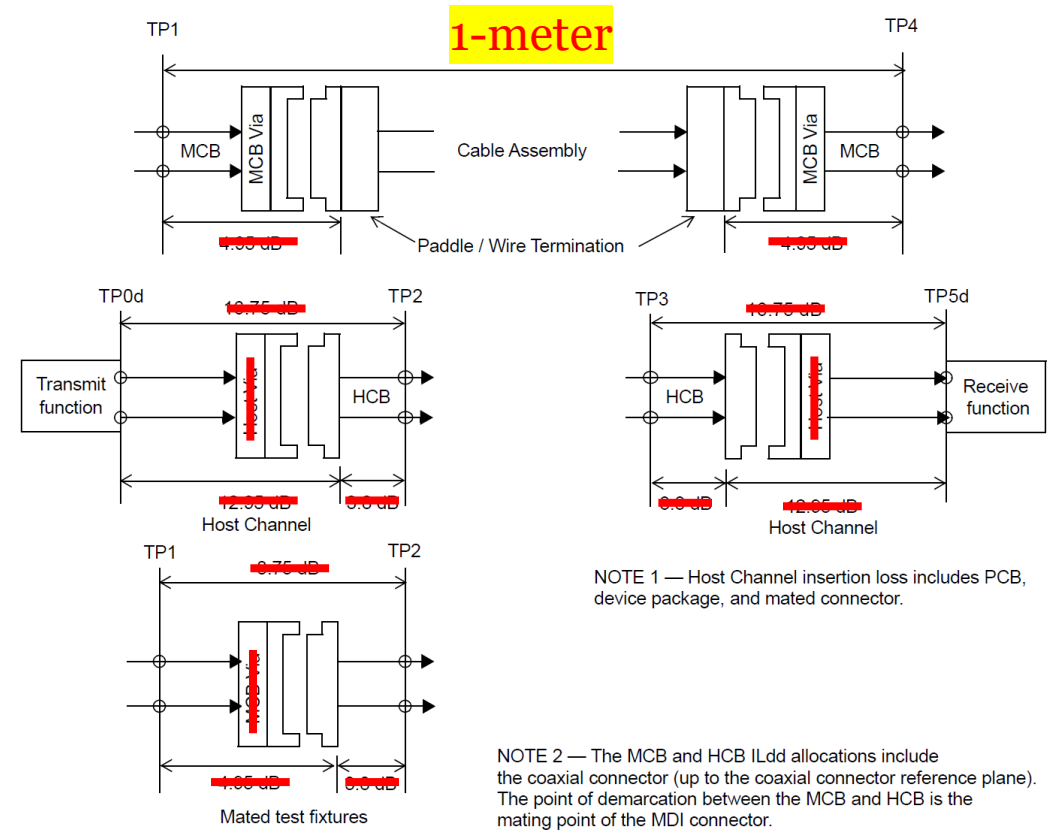 1-meter
TP1
TP4
MCB
MCB Via
Cable Assembly
MCB Via
MCB
Paddle / Wire Termination
TP0d
TP2
TP3
TP5d
Transmit
function
HCB
HCB
Receive
function
Host Channel
Host Channel
TP1
TP2
NOTE 1 — Host Channel insertion loss includes PCB,
device package, and mated connector.
NOTE 2 — The MCB and HCB ILdd allocations include
the coaxial connector (up to the coaxial connector reference plane).
The point of demarcation between the MCB and HCB is the
mating point of the MDI connector.
Mated test fixtures